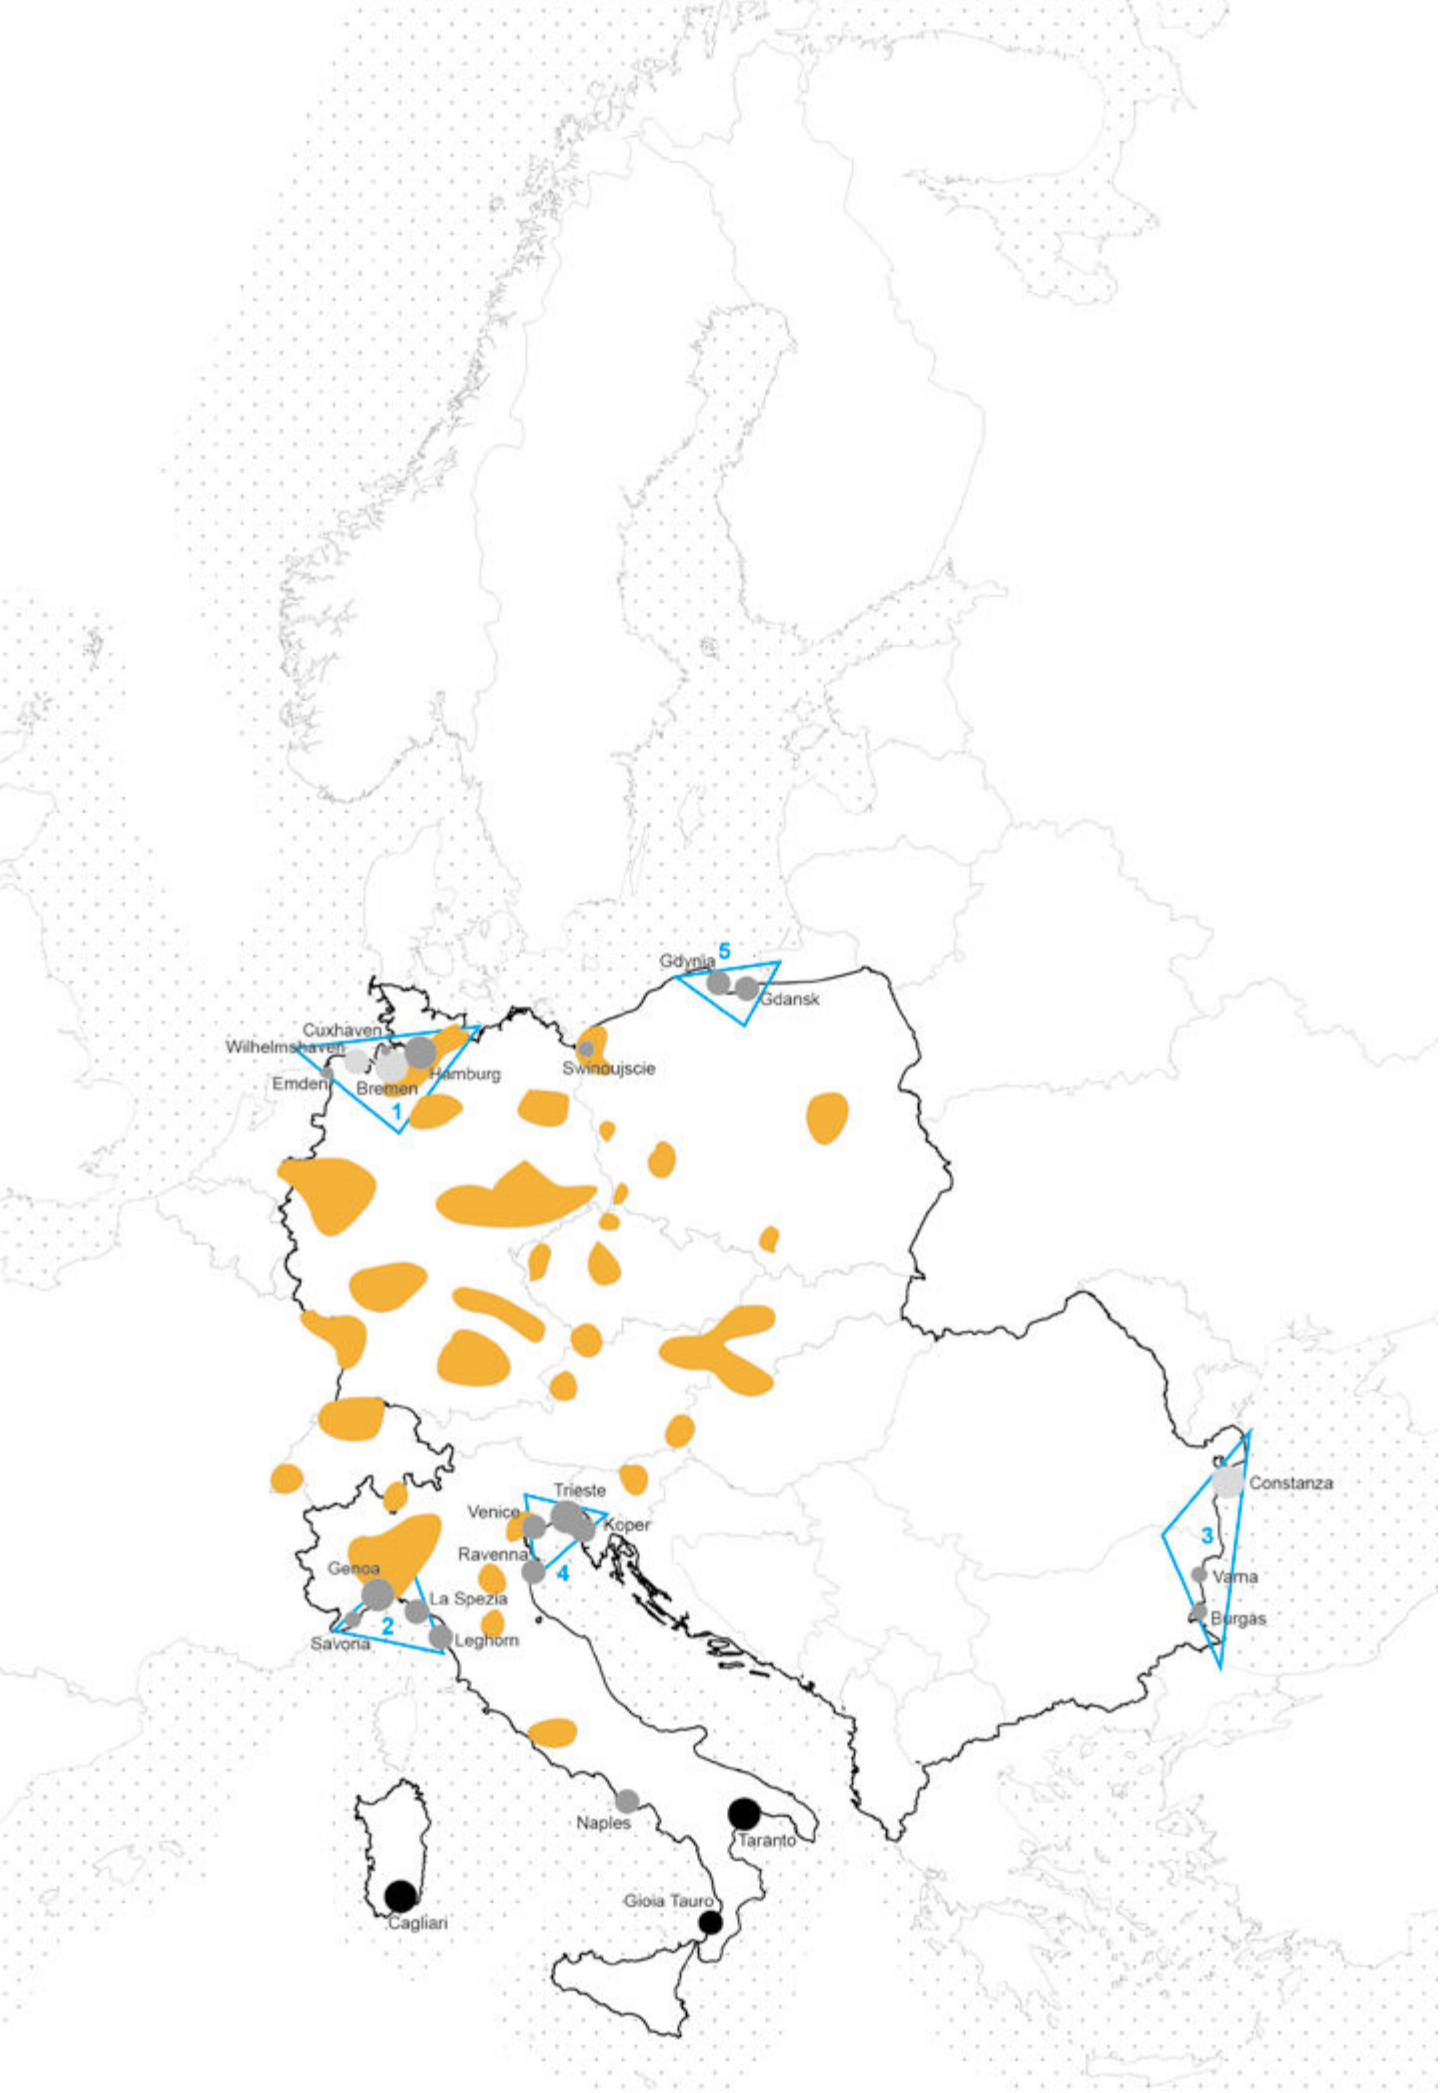 5
Gdynia
Gdansk
Cuxhaven
Wilhelmshaven
Hamburg
Swinoujscie
Emden
Bremen
1
Constanza
Trieste
Venice
Koper
3
Ravenna
4
Genoa
Varna
La Spezia
Burgas
2
Savona
Leghorn
Naples
Taranto
Gioia Tauro
Cagliari